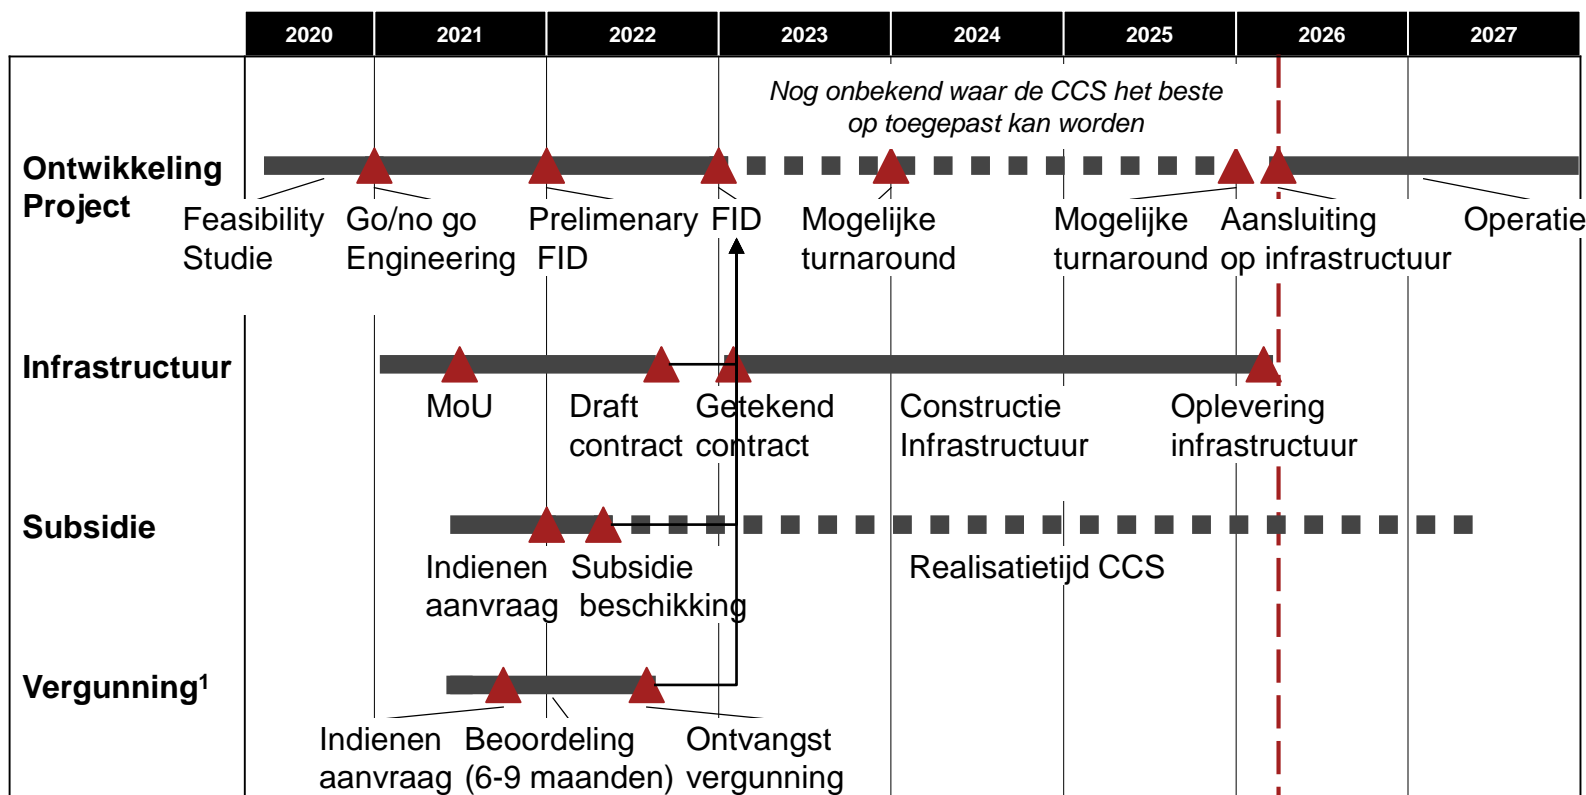 2020 2021 2022 2023 2024 2025 2026 2027
Nog onbekend waar de CCS het beste
op toegepast kan worden
Ontwikkeling
Project
Feasibility
Studie
Go/no go
Engineering
Prelimenary
FID
FID
Mogelijke
turnaround
Mogelijke
turnaround
Aansluiting
op infrastructuur
Operatie
Infrastructuur
MoU
Draft
contract
Getekend
contract
Constructie
Infrastructuur
Oplevering
infrastructuur
Subsidie
Indienen
aanvraag
Subsidie
beschikking
Realisatietijd CCS
Vergunning¹
Indienen
aanvraag
Beoordeling
(6-9 maanden)
Ontvangst
vergunning